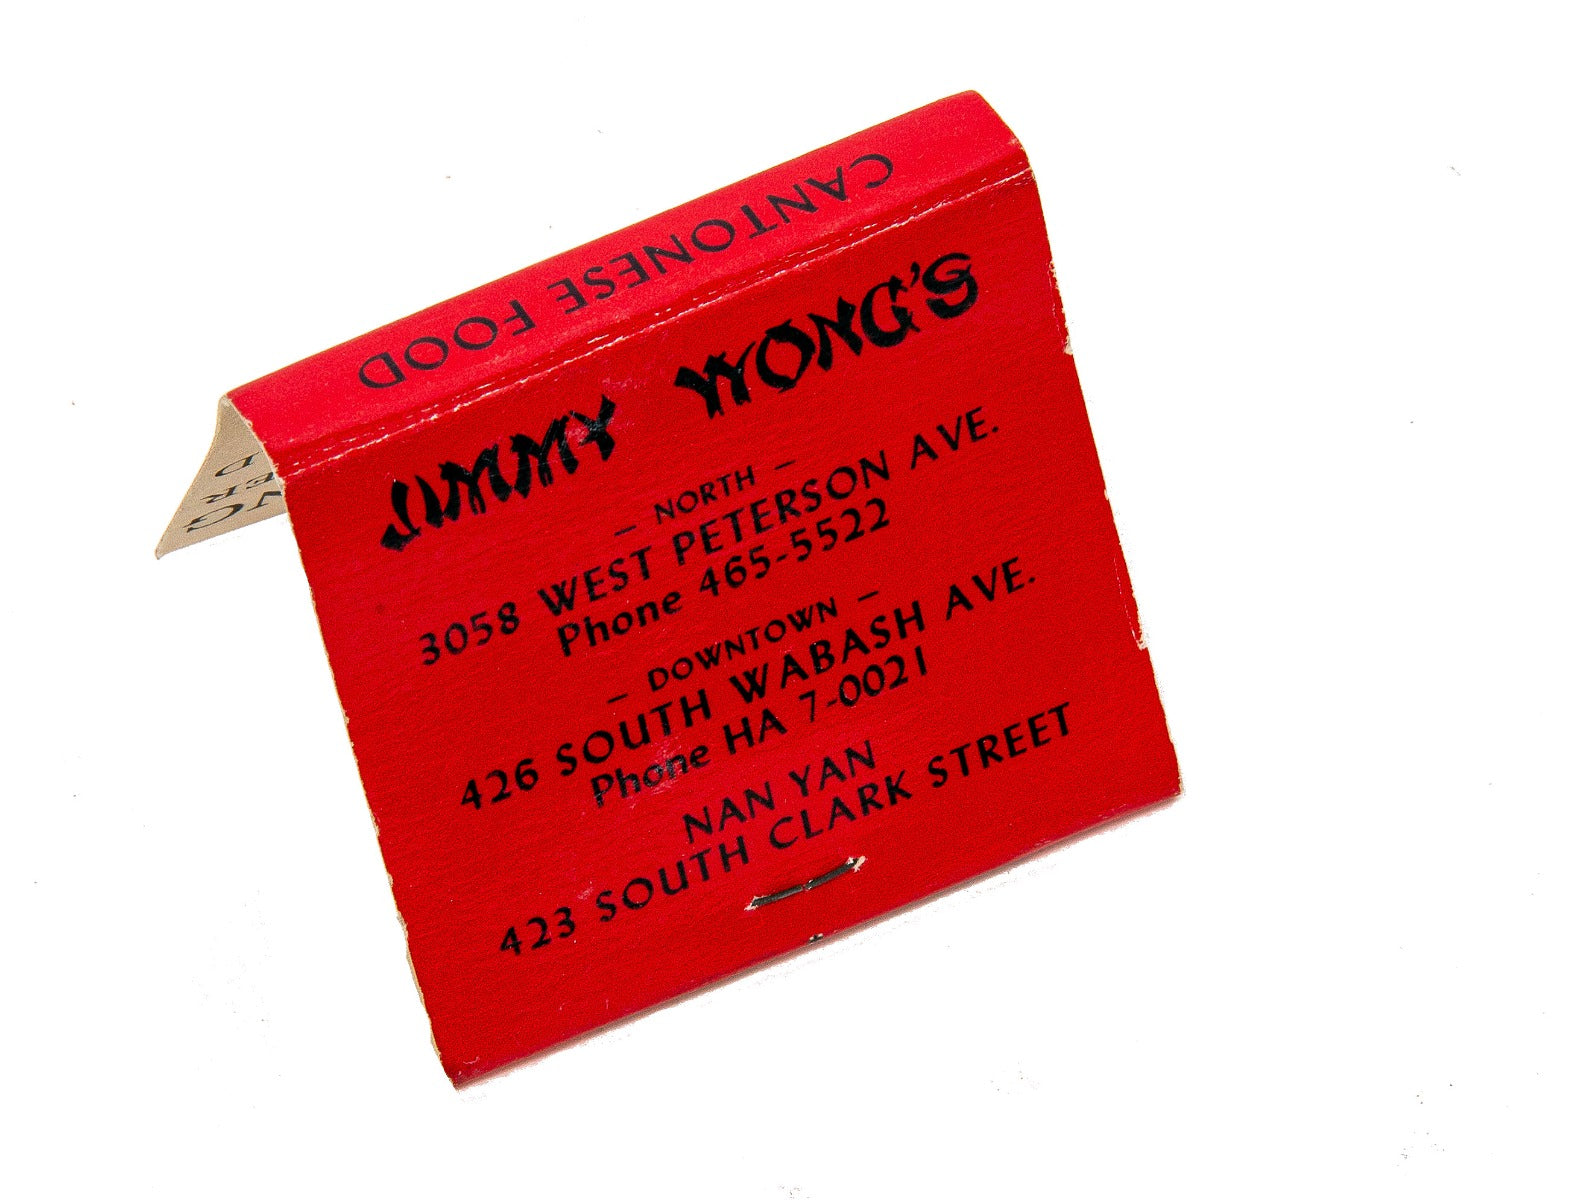 CANTONESE FOOD
JIMMY WONG'S
– NORTH –
3058 WEST PETERSON AVE.
Phone 465-5522
– DOWNTOWN –
426 SOUTH WABASH AVE.
Phone HA 7-0021
NAN YAN
423 SOUTH CLARK STREET